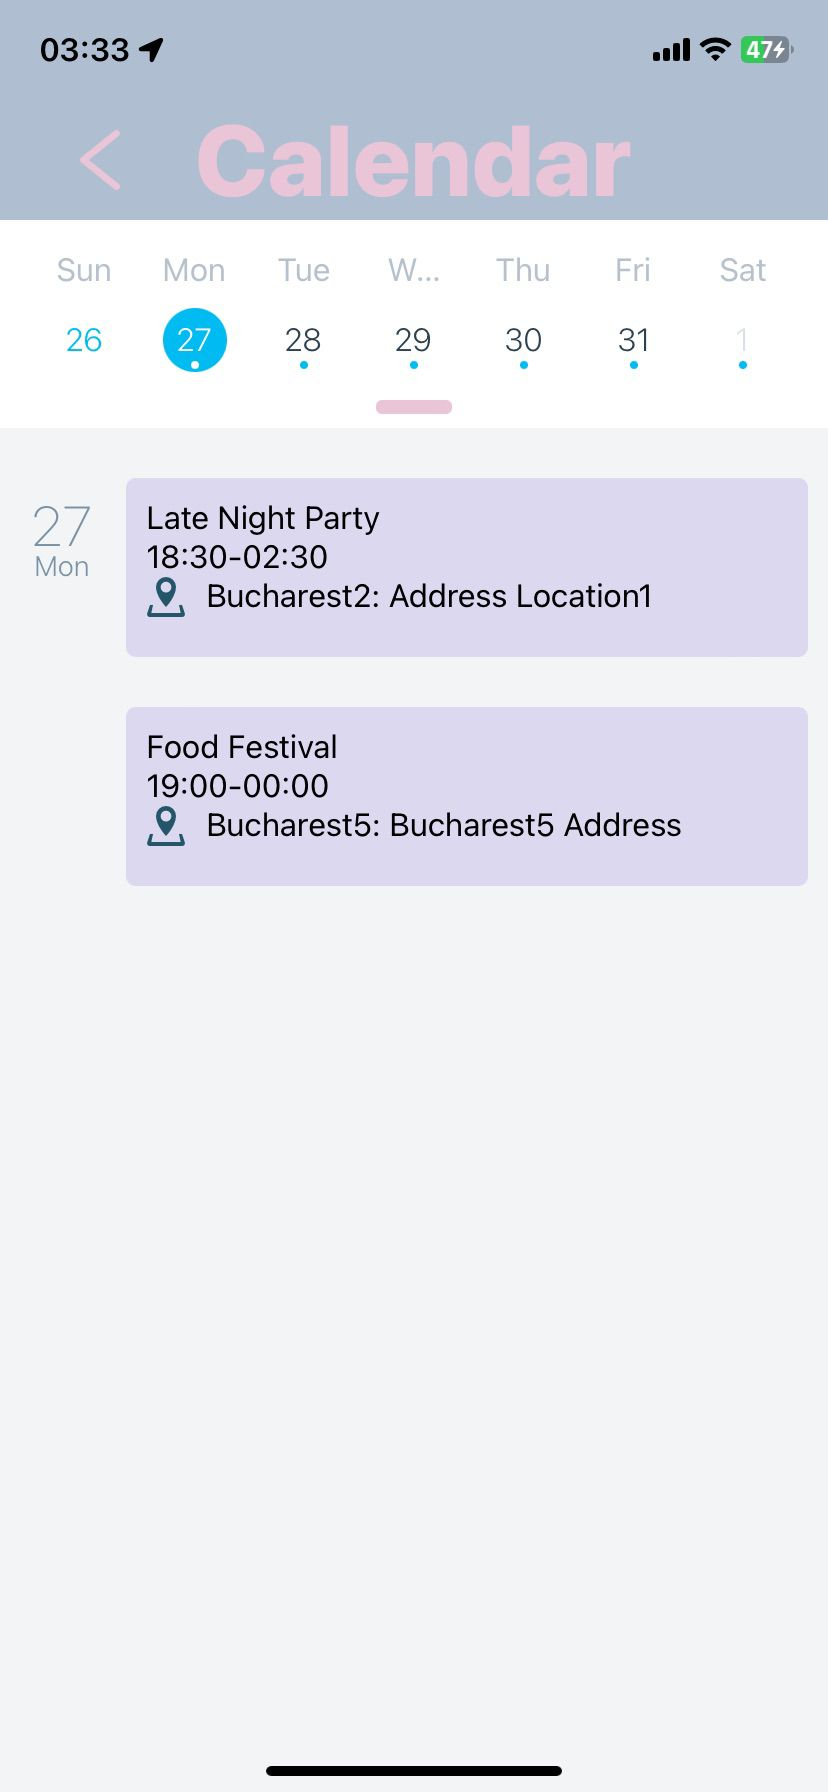 03:33
47
Calendar
Sun Mon Tue W... Thu Fri Sat
26 27 28 29 30 31 1
27
Mon
Late Night Party
18:30-02:30
Bucharest2: Address Location1
Food Festival
19:00-00:00
Bucharest5: Bucharest5 Address